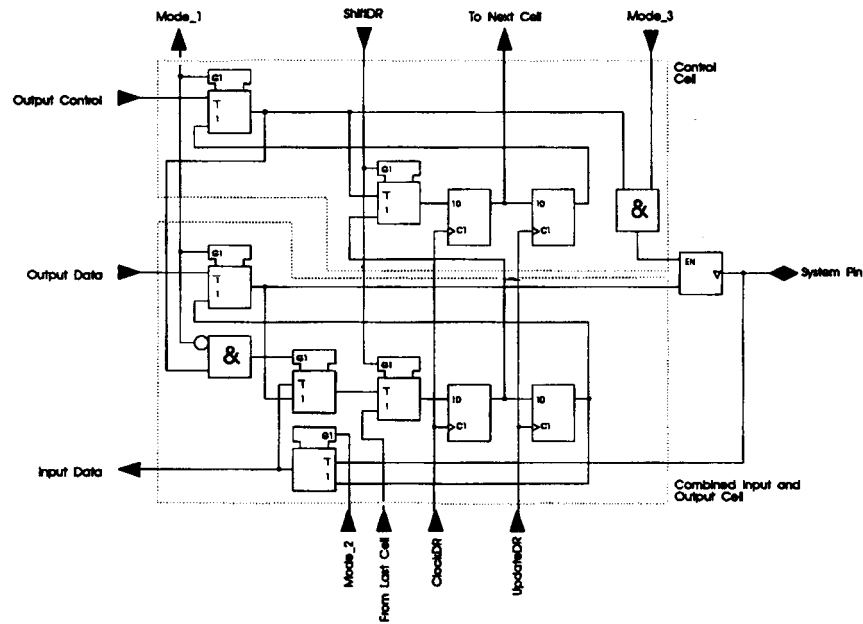 Mode_1
ShiftDR
To Next Cell
Mode_3
Control
Cell
G1
Output Control
1
1
G1
1
1
1D
C1
1D
C1
&
G1
Output Data
1
1
EN
System Pin
&
G1
1
1
G1
1
1
1D
C1
1D
C1
G1
Input Data
1
1
Combined Input and
Output Cell
Mode_2
From Last Cell
ClockDR
UpdateDR